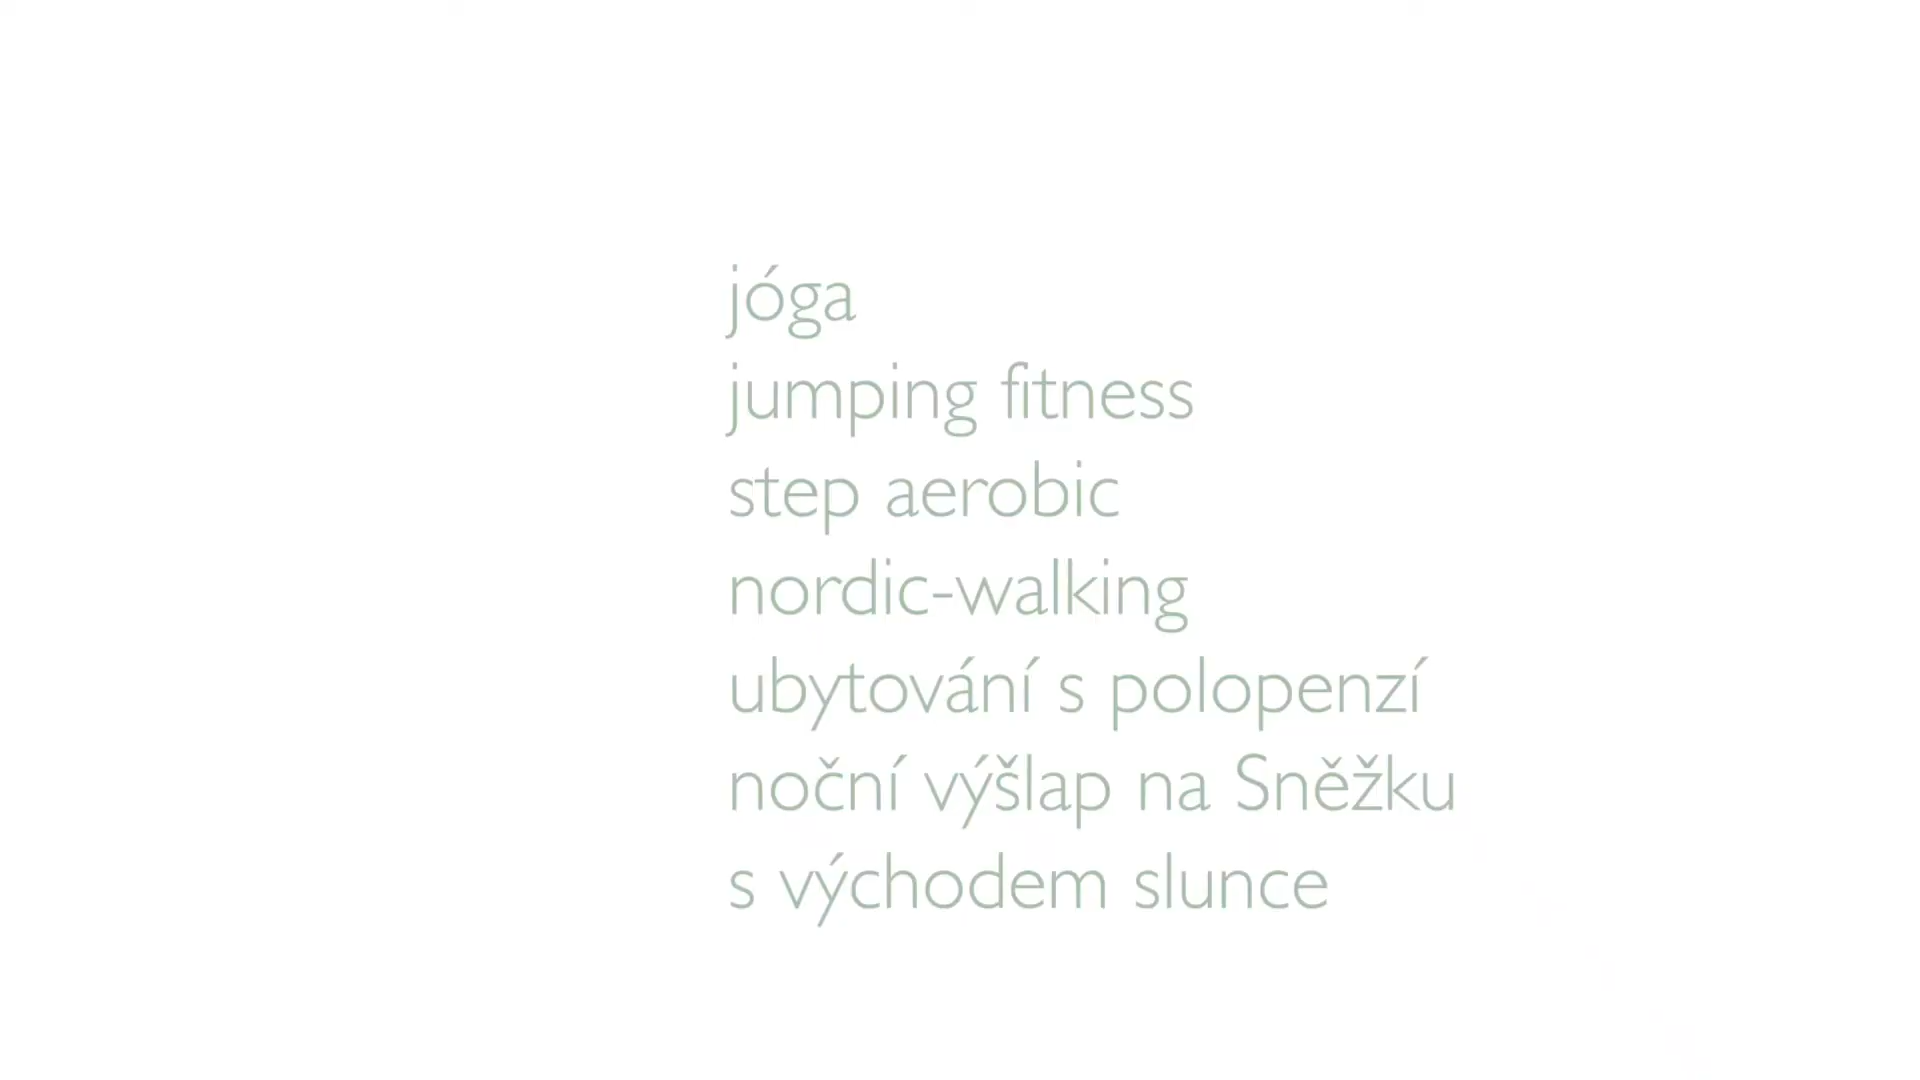 jóga
jumping fitness
step aerobic
nordic-walking
ubytování s polopenzí
noční výšlap na Sněžku
s východem slunce